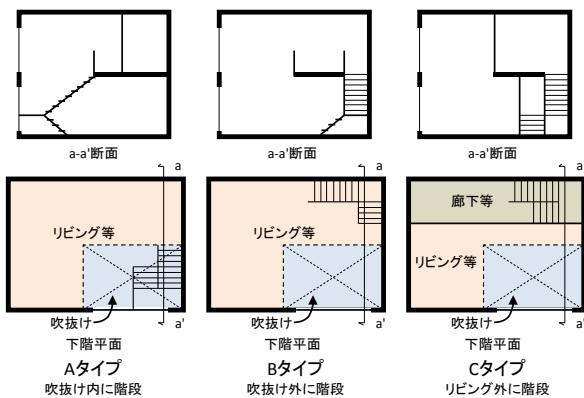 a-a'断面
a-a'断面
a-a'断面
a
a
a
リビング等
リビング等
廊下等
リビング等
吹抜け
a'
吹抜け
a'
吹抜け
a'
下階平面
下階平面
下階平面
Aタイプ
Bタイプ
Cタイプ
吹抜け内に階段
吹抜け外に階段
リビング外に階段